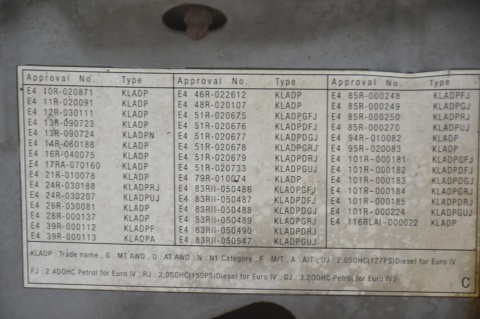 Approval No. Type Approval No. Type Approval No. Type
E4 10R-020871 KLADP E4 46R-022612 KLADP E4 85R-000248 KLADPFJ
E4 11R-020091 KLADP E4 48R-020107 KLADP E4 85R-000249 KLADPGJ
E4 12R-030111 KLADP E4 51R-020675 KLADPGFJ E4 85R-000250 KLADPRJ
E4 13R-090723 KLADP E4 51R-020676 KLADPDFJ E4 85R-000270 KLADPUJ
E4 13R-090724 KLADPN E4 51R-020677 KLADPGUJ E4 94R-010082 KLADP
E4 14R-060188 KLADP E4 51R-020678 KLADPGRJ E4 95R-020083 KLADP
E4 16R-040075 KLADP E4 51R-020679 KLADPDRJ E4 101R-000181 KLADPGFJ
E4 17RA-070160 KLADP E4 51R-020733 KLADPGUJ E4 101R-000182 KLADPDFJ
E4 21R-010078 KLADP E4 79R-010074 KLADP E4 101R-000183 KLADPDGJ
E4 24R-030188 KLADPRJ E4 83RII-050486 KLADPGFJ E4 101R-000184 KLADPGRJ
E4 24R-030207 KLADPUJ E4 83RII-050487 KLADPDFJ E4 101R-000185 KLADPDRJ
E4 26R-030081 KLADP E4 83RII-050488 KLADPDGJ E4 101R-000224 KLADPGUJ
E4 28R-000137 KLADP E4 83RII-050489 KLADPGRJ E4 116RLAI-000022 KLADP
E4 39R-000112 KLADPF E4 83RII-050490 KLADPDRJ
E4 39R-000113 KLADPA E4 83RII-050547 KLADPGUJ
KLADP : Trade name , G : MT AWD , D : AT AWD , N : N1 Category , F : M/T , A : A/T , UJ : 2.0SOHC(127PS)Diesel for Euro IV
FJ : 2.4DOHC Petrol for Euro IV , RJ : 2.0SOHC(150PS)Diesel for Euro IV , GJ : 3.2DOHC Petrol for Euro IV
C